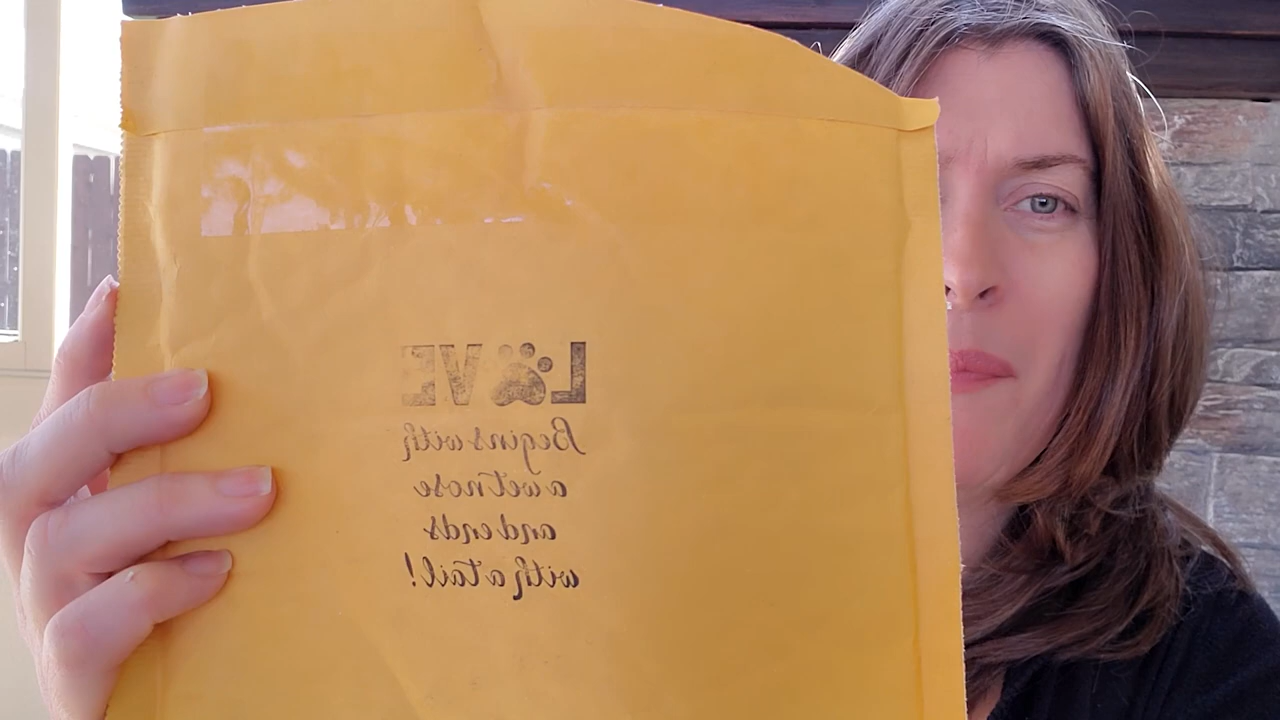 LOVE
Begins with
a wet nose
and ends
with a tail!